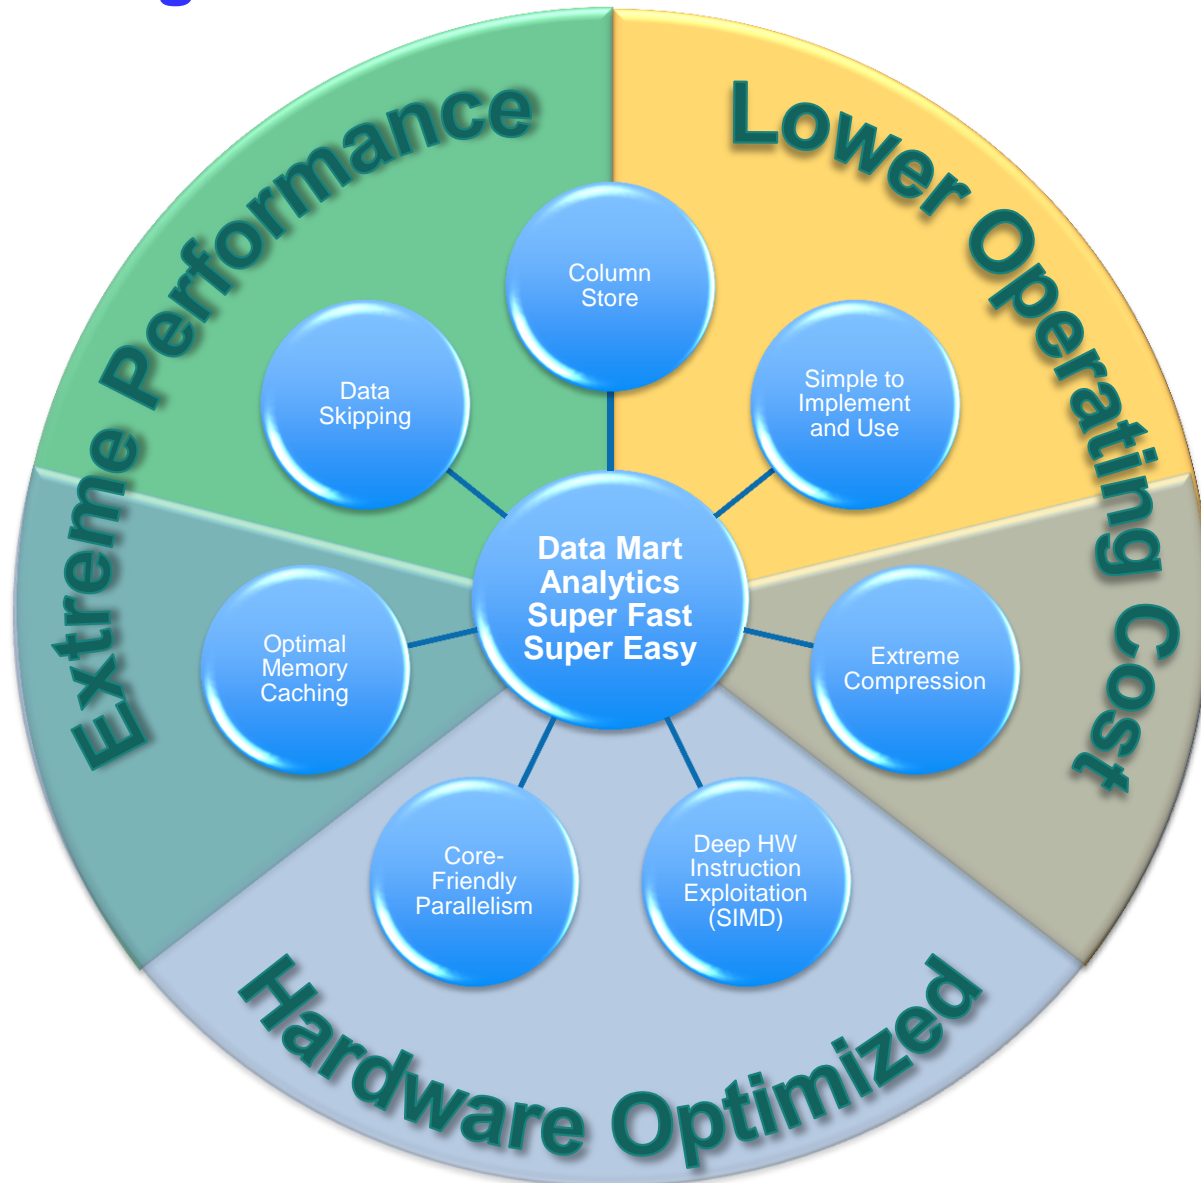 Extreme Performance
Lower Operating Cost
Column
Store
Data
Skipping
Simple to
Implement
and Use
Data Mart
Analytics
Super Fast
Super Easy
Optimal
Memory
Caching
Extreme
Compression
Core-
Friendly
Parallelism
Deep HW
Instruction
Exploitation
(SIMD)
Hardware Optimized